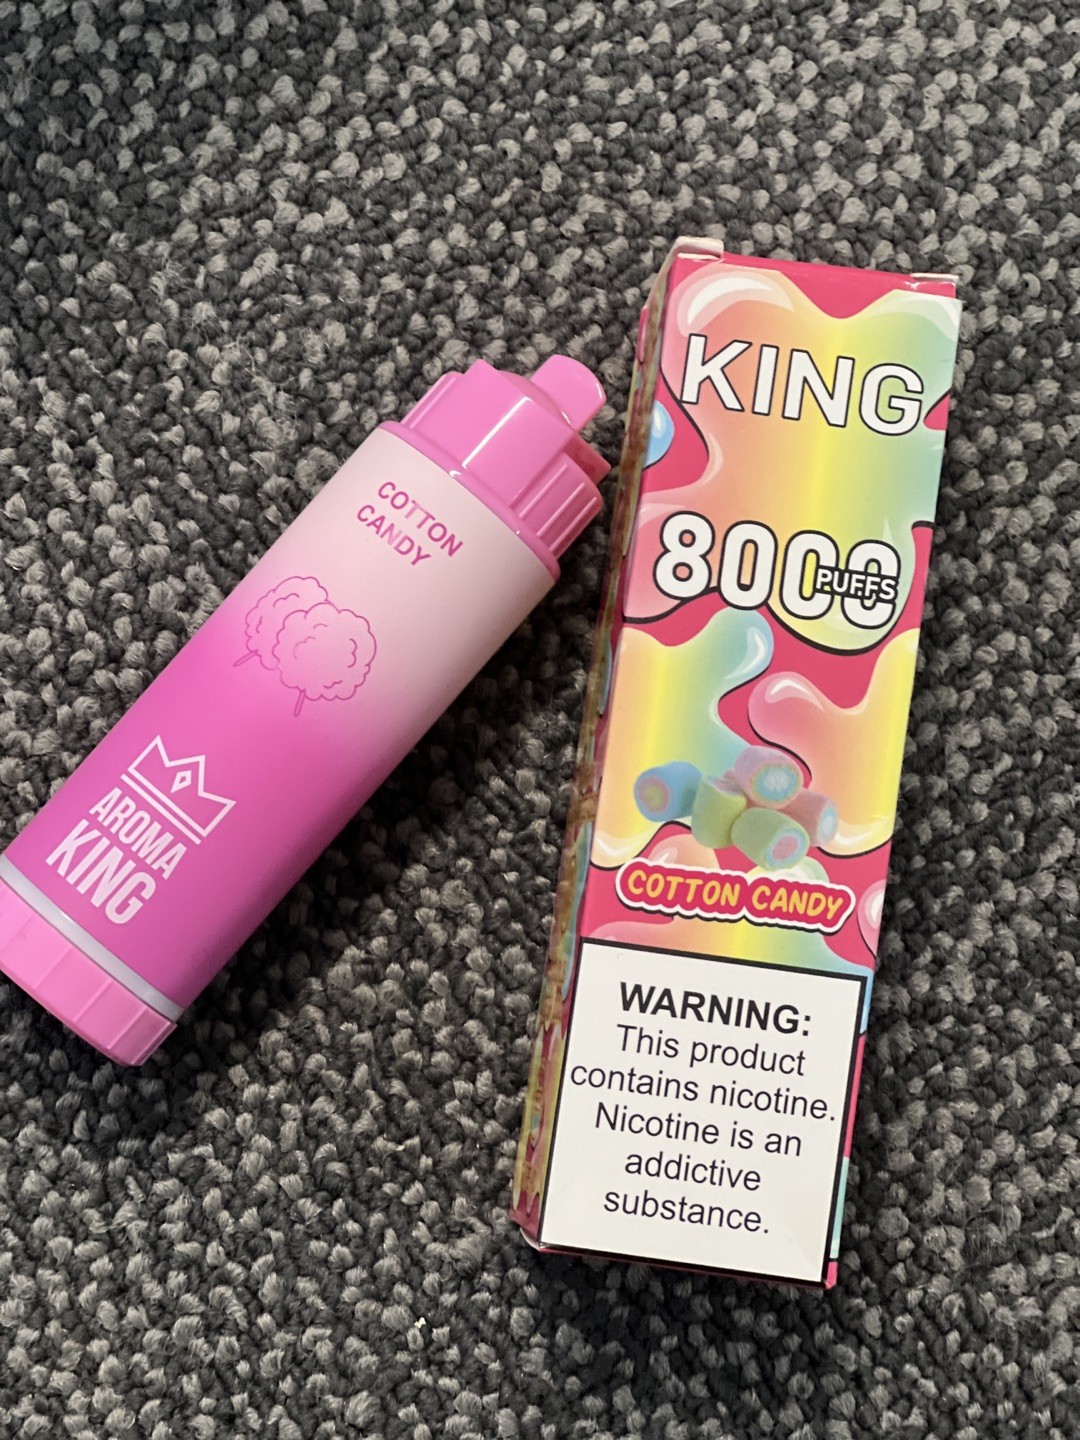 COTTON
CANDY
AROMA
KING
KING
8000
PUFFS
COTTON CANDY
WARNING:
This product
contains nicotine.
Nicotine is an
addictive
substance.